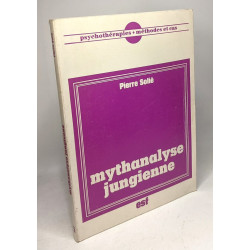 psychothérapies • méthodes et cas
Pierre Solié
mythanalyse
jungienne
esf